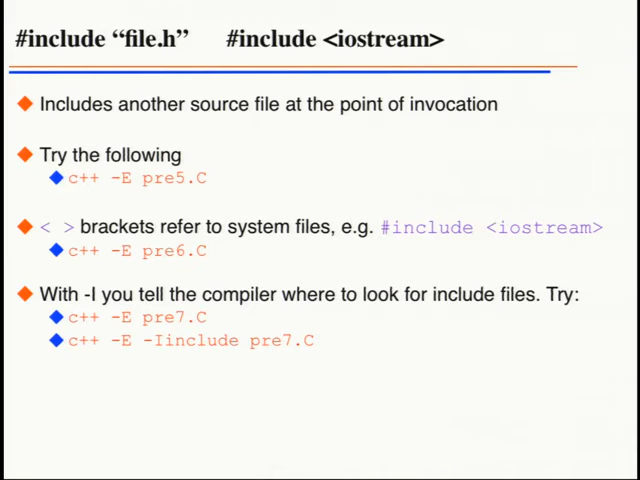 #include “file.h” #include <iostream>
Includes another source file at the point of invocation
Try the following
c++ -E pre5.C
< > brackets refer to system files, e.g. #include <iostream>
c++ -E pre6.C
With -I you tell the compiler where to look for include files. Try:
c++ -E pre7.C
c++ -E -Iinclude pre7.C